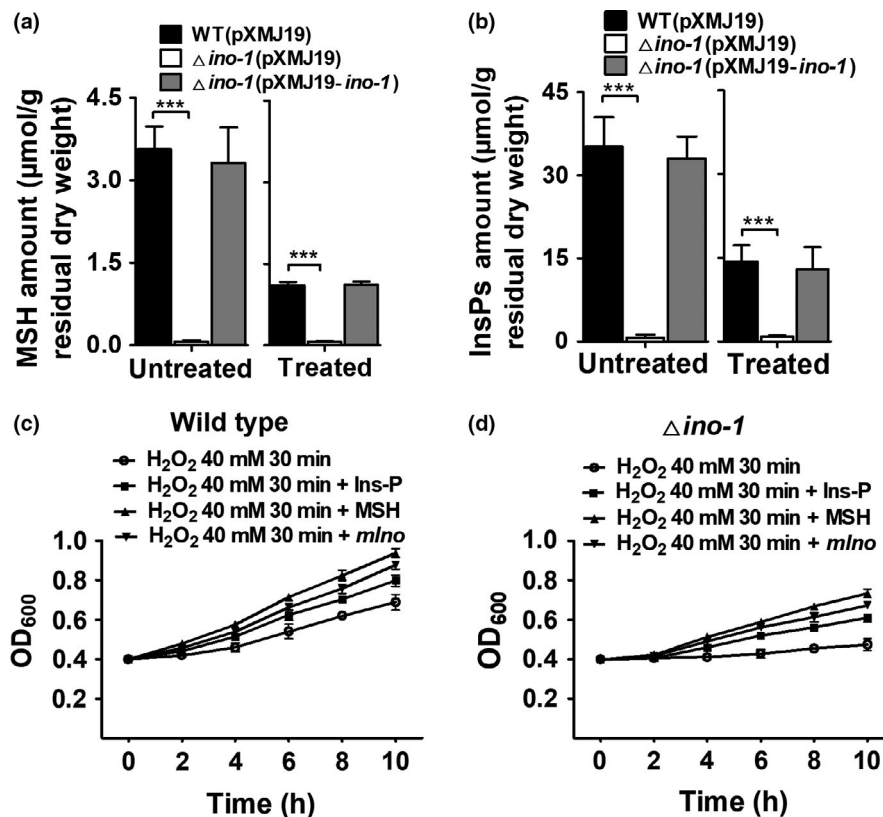 (a)
WT(pXMJ19)
△ino-1(pXMJ19)
△ino-1(pXMJ19-ino-1)
MSH amount (μmol/g
residual dry weight
4.5
3.0
1.5
0.0
***
***
Untreated
Treated
(b)
WT(pXMJ19)
△ino-1(pXMJ19)
△ino-1(pXMJ19-ino-1)
InsPs amount (μmol/g
residual dry weight
45
30
15
0
***
***
Untreated
Treated
(c)
Wild type
H₂O₂ 40 mM 30 min
H₂O₂ 40 mM 30 min + Ins-P
H₂O₂ 40 mM 30 min + MSH
H₂O₂ 40 mM 30 min + mIno
OD₆₀₀
1.0
0.8
0.6
0.4
0.2
0 2 4 6 8 10
Time (h)
(d)
△ino-1
H₂O₂ 40 mM 30 min
H₂O₂ 40 mM 30 min + Ins-P
H₂O₂ 40 mM 30 min + MSH
H₂O₂ 40 mM 30 min + mIno
OD₆₀₀
1.0
0.8
0.6
0.4
0.2
0 2 4 6 8 10
Time (h)